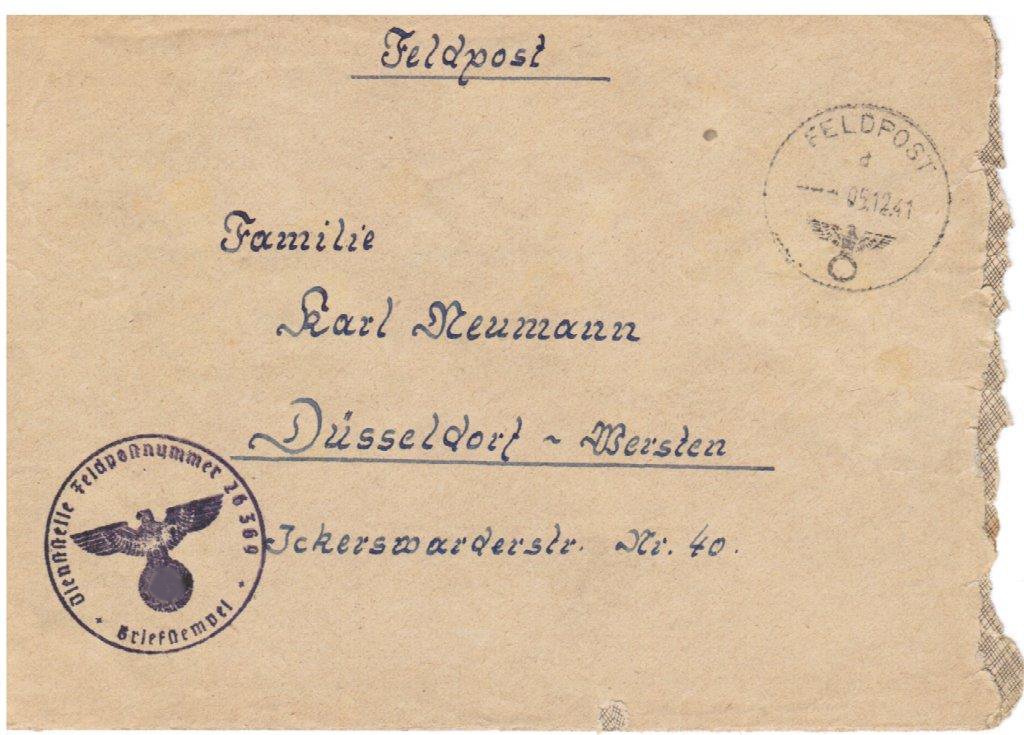 Feldpost
FELDPOST
d
05.12.41
Familie
Karl Neumann
Düsseldorf ~ Wersten
Ickerswarderstr. Nr. 40.
Dienststelle Feldpostnummer 26369
* Briefstempel *